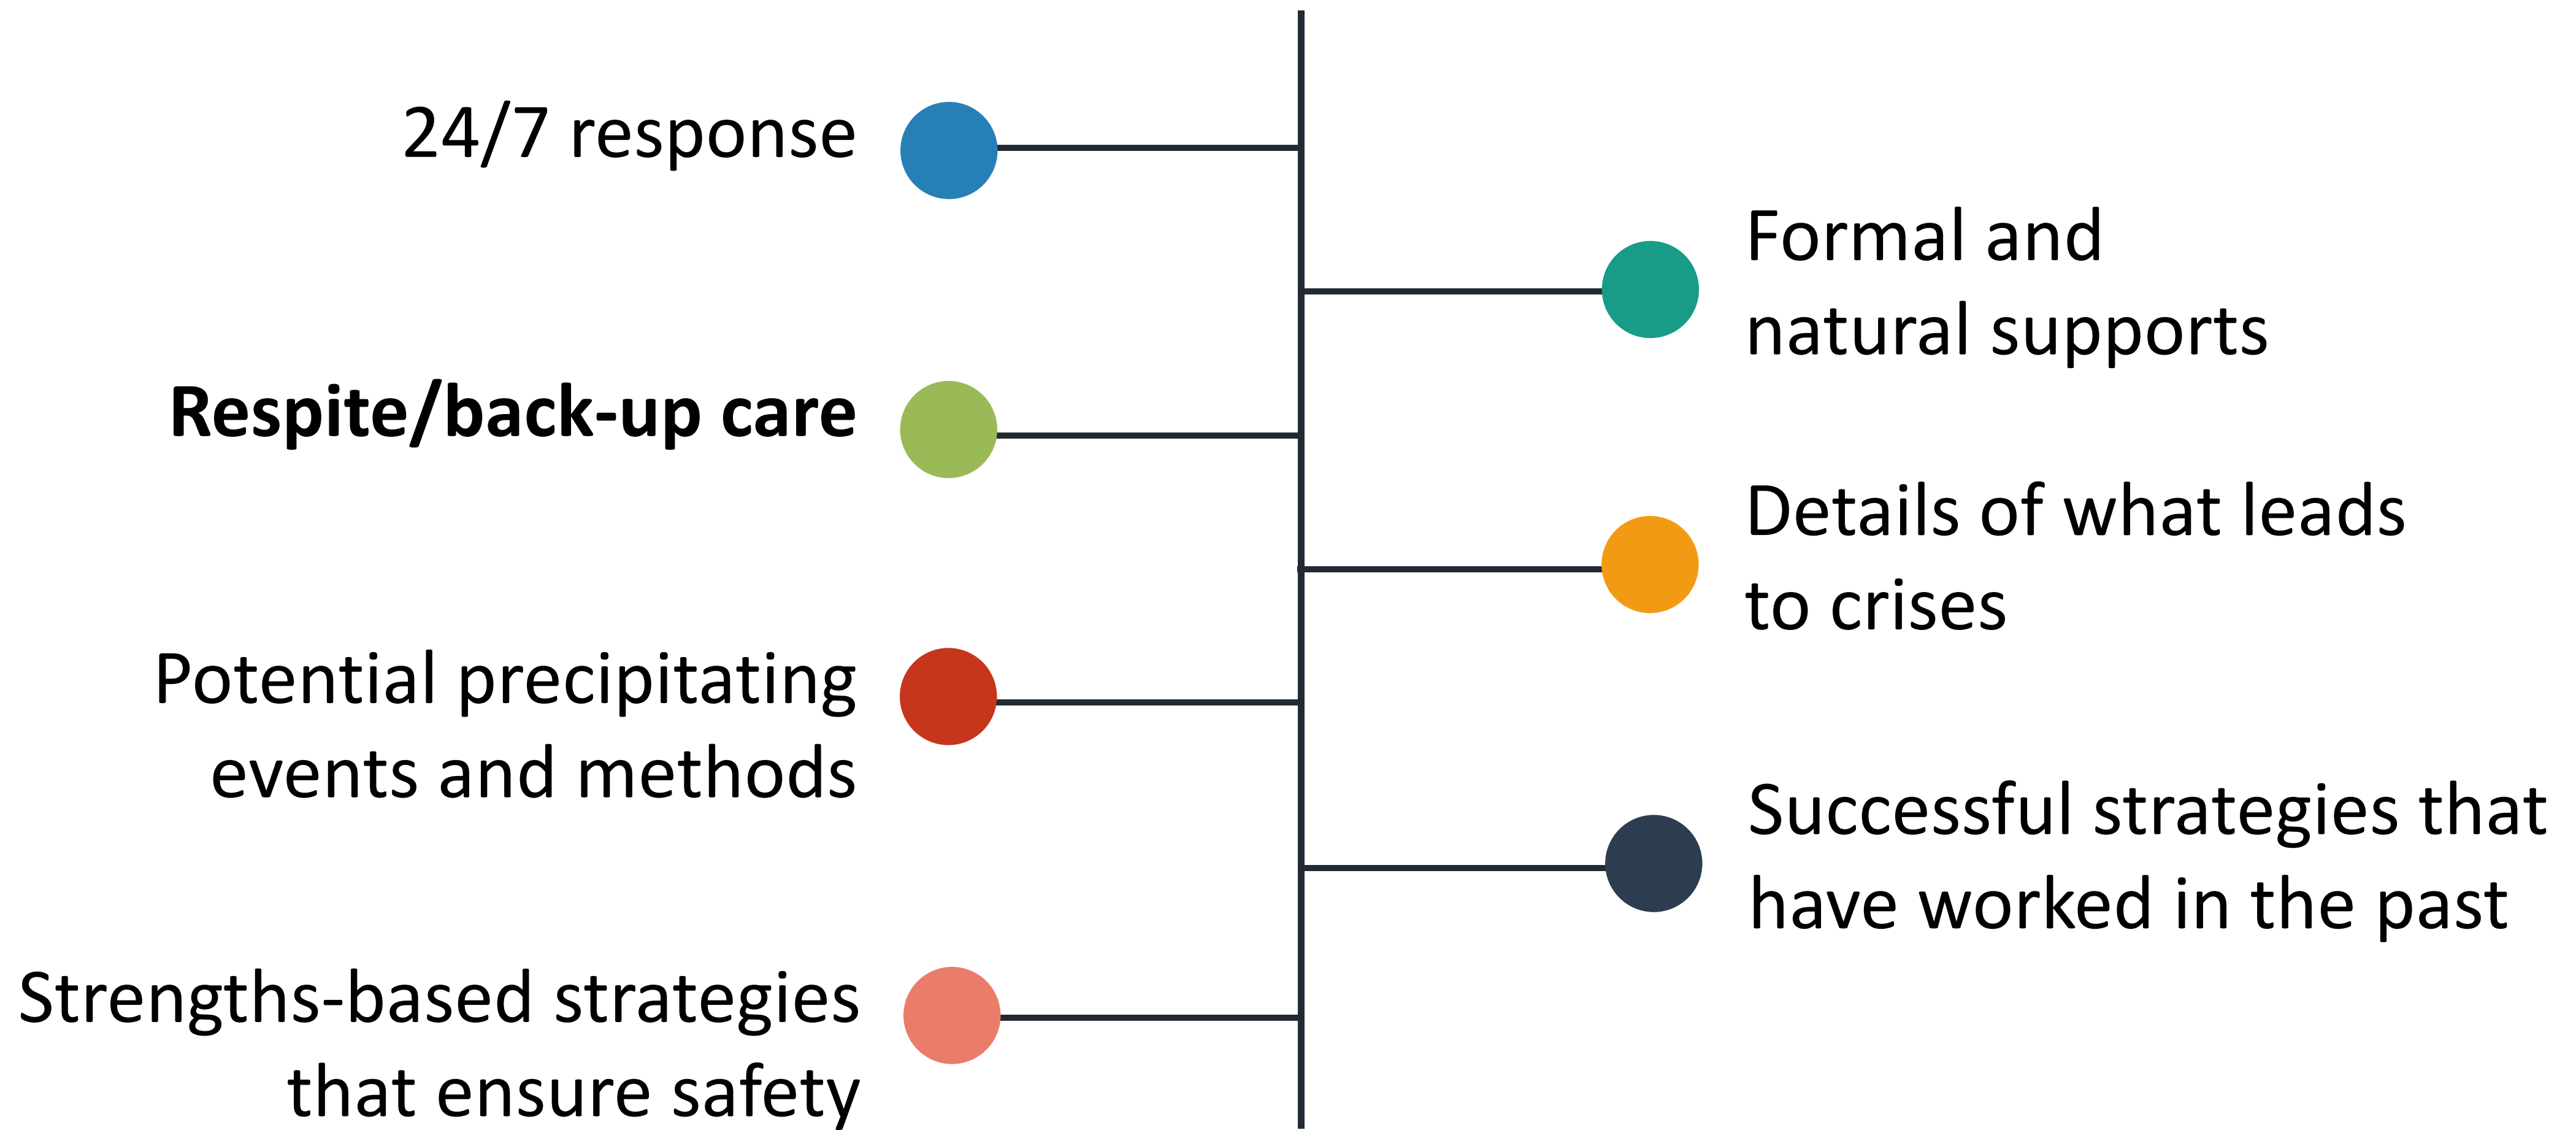 24/7 response
Formal and
natural supports
Respite/back-up care
Details of what leads
to crises
Potential precipitating
events and methods
Successful strategies that
have worked in the past
Strengths-based strategies
that ensure safety